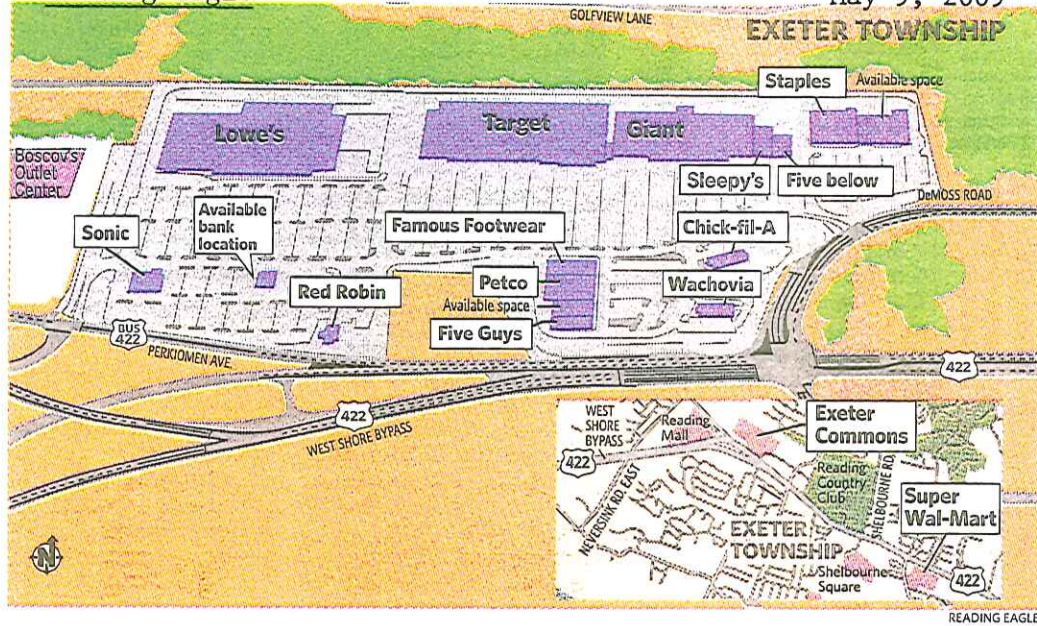 May 9, 2009
GOLFVIEW LANE
EXETER TOWNSHIP
Staples
Available space
Lowe's
Target
Giant
Boscov's
Outlet
Center
Sleepy's
Five below
DeMOSS ROAD
Sonic
Available
bank
location
Famous Footwear
Chick-fil-A
Red Robin
Petco
Wachovia
Available space
Five Guys
BUS
422
PERKIOMEN AVE.
422
422
WEST SHORE BYPASS
WEST
SHORE
BYPASS
Reading
Mall
Exeter
Commons
422
NEVERSINK RD. EAST
Reading
Country
Club
SHELBOURNE RD.
Super
Wal-Mart
EXETER
TOWNSHIP
Shelbourne
Square
422
N
READING EAGLE